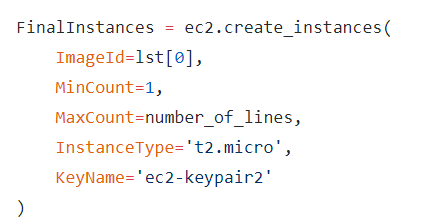 FinalInstances = ec2.create_instances(
    ImageId=lst[0],
    MinCount=1,
    MaxCount=number_of_lines,
    InstanceType='t2.micro',
    KeyName='ec2-keypair2'
)